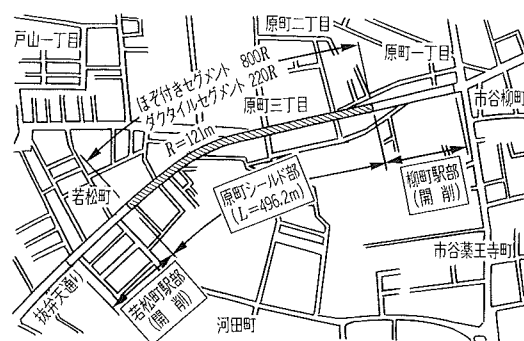 原町二丁目
戸山一丁目
原町一丁目
ほぞ付きセグメント 800R
ダクタイルセグメント 220R
原町三丁目
市谷柳町
R=121m
若松町
原町シールド部
(L=496.2m)
柳町駅部
(開削)
市谷薬王寺町
抜弁天通り
若松町駅部
(開削)
河田町